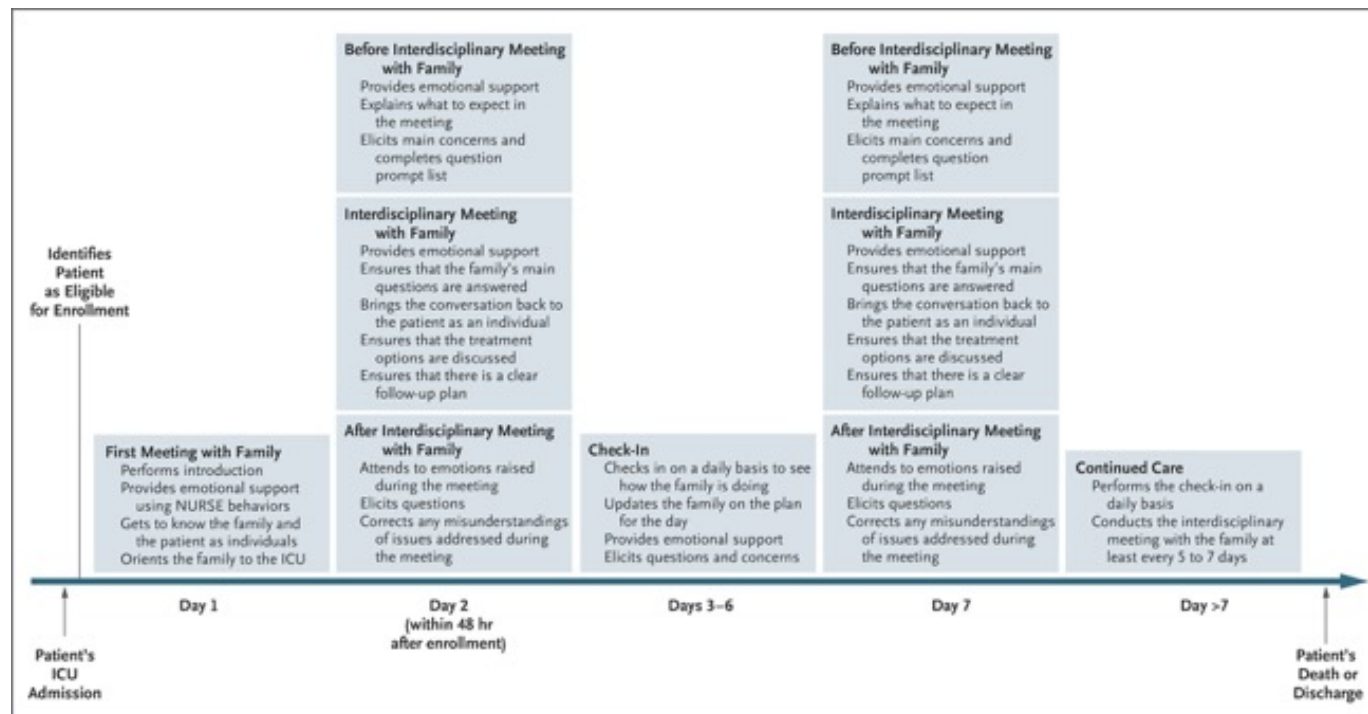 Before Interdisciplinary Meeting
with Family
Provides emotional support
Explains what to expect in
the meeting
Elicits main concerns and
completes question
prompt list
Before Interdisciplinary Meeting
with Family
Provides emotional support
Explains what to expect in
the meeting
Elicits main concerns and
completes question
prompt list
Identifies
Patient
as Eligible
for Enrollment
Interdisciplinary Meeting
with Family
Provides emotional support
Ensures that the family's main
questions are answered
Brings the conversation back to
the patient as an individual
Ensures that the treatment
options are discussed
Ensures that there is a clear
follow-up plan
Interdisciplinary Meeting
with Family
Provides emotional support
Ensures that the family's main
questions are answered
Brings the conversation back to
the patient as an individual
Ensures that the treatment
options are discussed
Ensures that there is a clear
follow-up plan
First Meeting with Family
Performs introduction
Provides emotional support
using NURSE behaviors
Gets to know the family and
the patient as individuals
Orients the family to the ICU
After Interdisciplinary Meeting
with Family
Attends to emotions raised
during the meeting
Elicits questions
Corrects any misunderstandings
of issues addressed during
the meeting
Check-In
Checks in on a daily basis to see
how the family is doing
Updates the family on the plan
for the day
Provides emotional support
Elicits questions and concerns
After Interdisciplinary Meeting
with Family
Attends to emotions raised
during the meeting
Elicits questions
Corrects any misunderstandings
of issues addressed during
the meeting
Continued Care
Performs the check-in on a
daily basis
Conducts the interdisciplinary
meeting with the family at
least every 5 to 7 days
Day 1
Day 2
(within 48 hr
after enrollment)
Days 3–6
Day 7
Day >7
Patient's
ICU
Admission
Patient's
Death or
Discharge